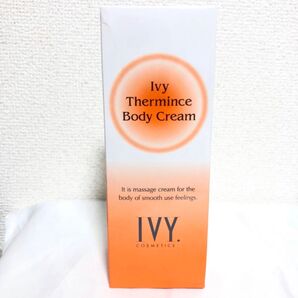 Ivy
Thermince
Body Cream
It is massage cream for the
body of smooth use feelings.
IVY.
COSMETICS